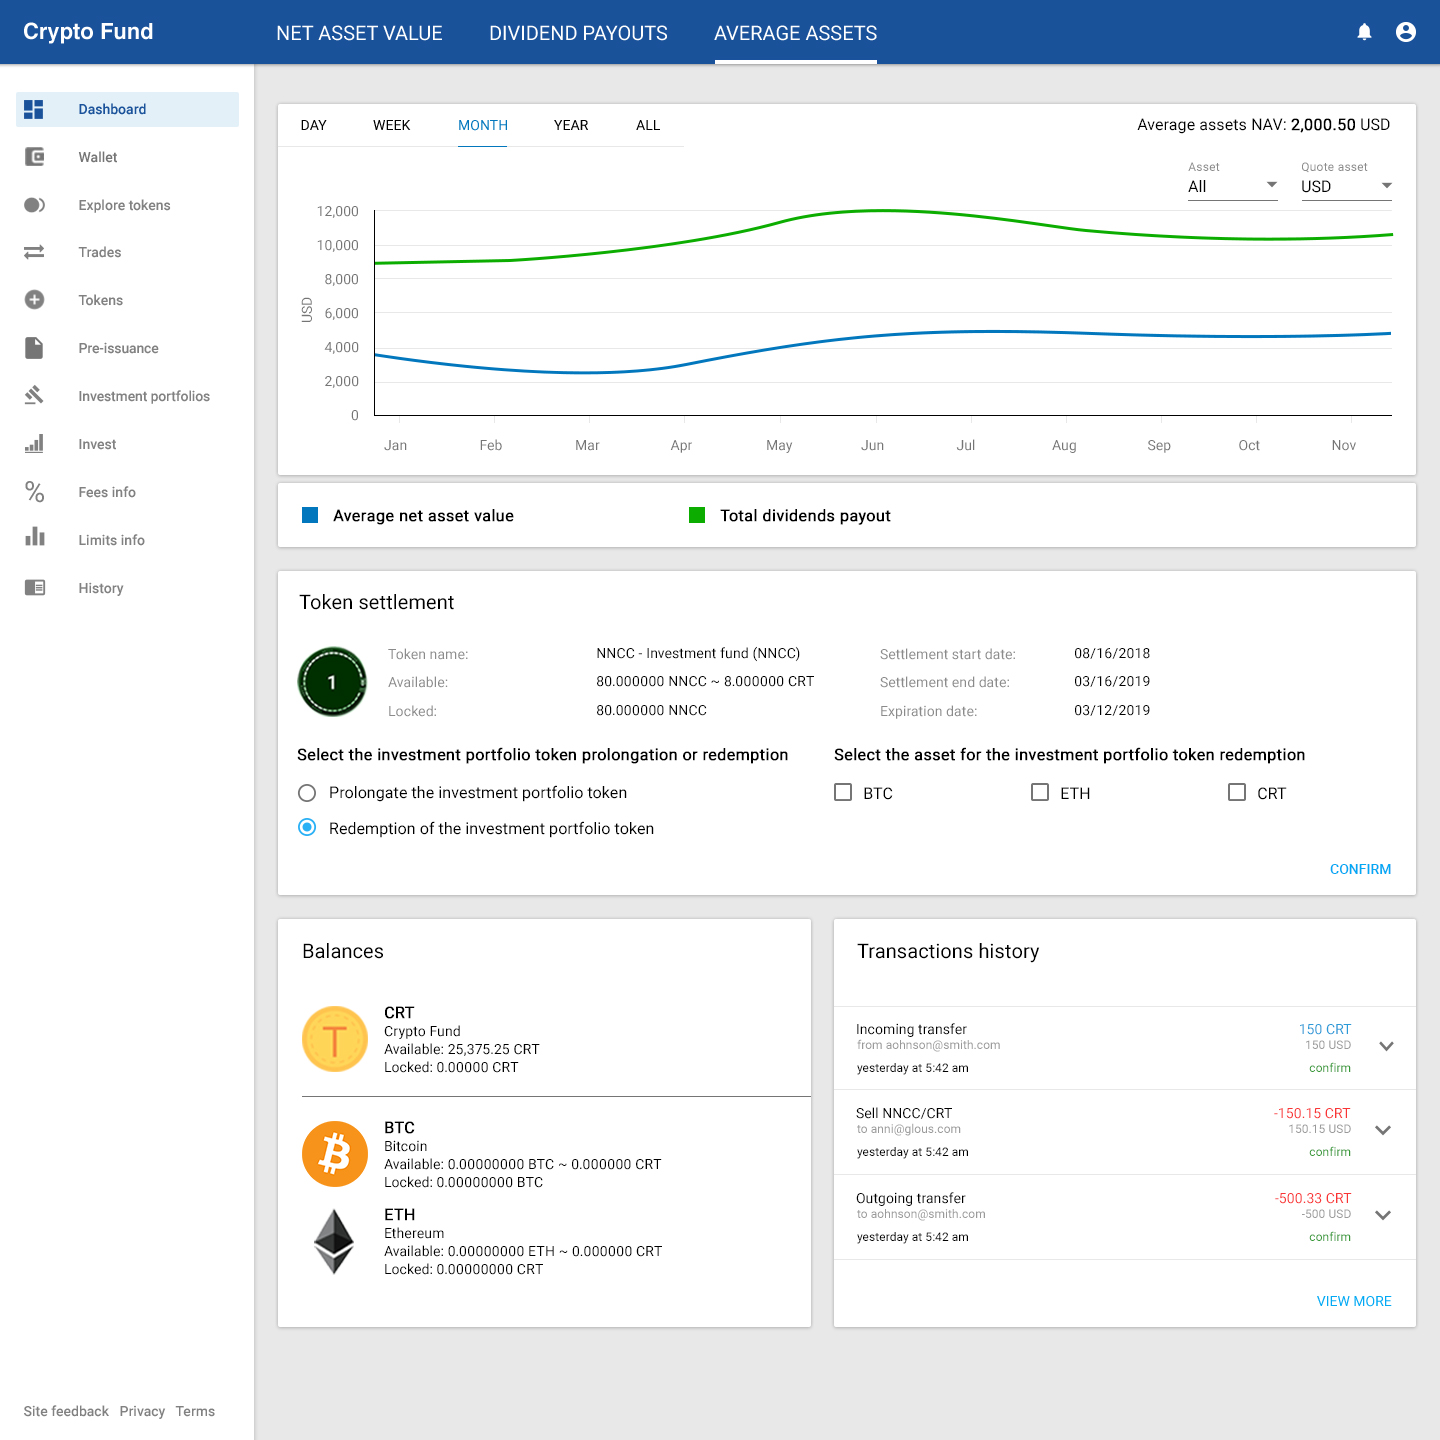 Crypto Fund
NET ASSET VALUE
DIVIDEND PAYOUTS
AVERAGE ASSETS
Dashboard
Wallet
Explore tokens
Trades
Tokens
Pre-issuance
Investment portfolios
Invest
Fees info
Limits info
History
Site feedback Privacy Terms
DAY WEEK MONTH YEAR ALL
Average assets NAV: 2,000.50 USD
Asset
All
Quote asset
USD
USD
12,000
10,000
8,000
6,000
4,000
2,000
0
Jan Feb Mar Apr May Jun Jul Aug Sep Oct Nov
Average net asset value
Total dividends payout
Token settlement
1
Token name: NNCC - Investment fund (NNCC)
Available: 80.000000 NNCC ~ 8.000000 CRT
Locked: 80.000000 NNCC
Settlement start date: 08/16/2018
Settlement end date: 03/16/2019
Expiration date: 03/12/2019
Select the investment portfolio token prolongation or redemption
Prolongate the investment portfolio token
Redemption of the investment portfolio token
Select the asset for the investment portfolio token redemption
BTC ETH CRT
CONFIRM
Balances
T
CRT
Crypto Fund
Available: 25,375.25 CRT
Locked: 0.00000 CRT
BTC
Bitcoin
Available: 0.00000000 BTC ~ 0.000000 CRT
Locked: 0.00000000 BTC
ETH
Ethereum
Available: 0.00000000 ETH ~ 0.000000 CRT
Locked: 0.00000000 CRT
Transactions history
Incoming transfer 150 CRT
from aohnson@smith.com 150 USD
yesterday at 5:42 am confirm
Sell NNCC/CRT -150.15 CRT
to anni@glous.com 150.15 USD
yesterday at 5:42 am confirm
Outgoing transfer -500.33 CRT
to aohnson@smith.com -500 USD
yesterday at 5:42 am confirm
VIEW MORE